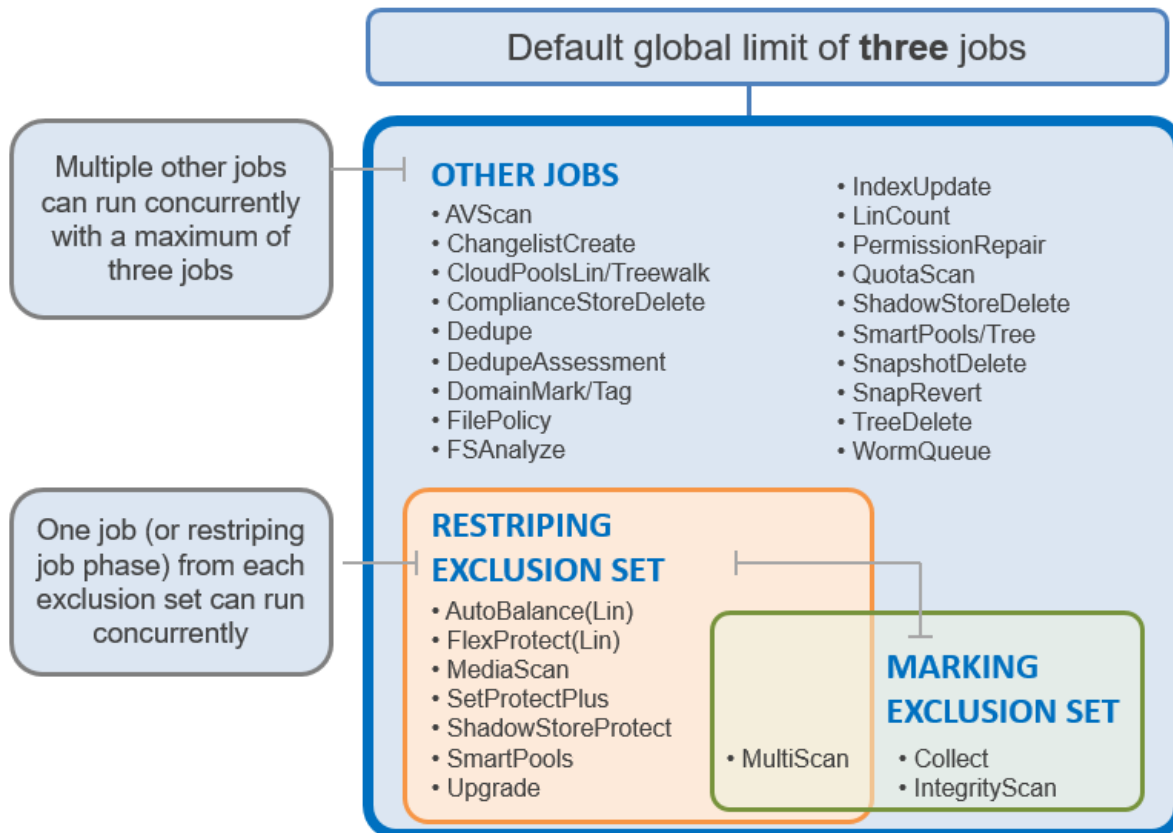 Default global limit of three jobs
Multiple other jobs
can run concurrently
with a maximum of
three jobs
OTHER JOBS
• AVScan
• ChangelistCreate
• CloudPoolsLin/Treewalk
• ComplianceStoreDelete
• Dedupe
• DedupeAssessment
• DomainMark/Tag
• FilePolicy
• FSAnalyze
• IndexUpdate
• LinCount
• PermissionRepair
• QuotaScan
• ShadowStoreDelete
• SmartPools/Tree
• SnapshotDelete
• SnapRevert
• TreeDelete
• WormQueue
One job (or restriping
job phase) from each
exclusion set can run
concurrently
RESTRIPING
EXCLUSION SET
• AutoBalance(Lin)
• FlexProtect(Lin)
• MediaScan
• SetProtectPlus
• ShadowStoreProtect
• SmartPools
• Upgrade
• MultiScan
MARKING
EXCLUSION SET
• Collect
• IntegrityScan